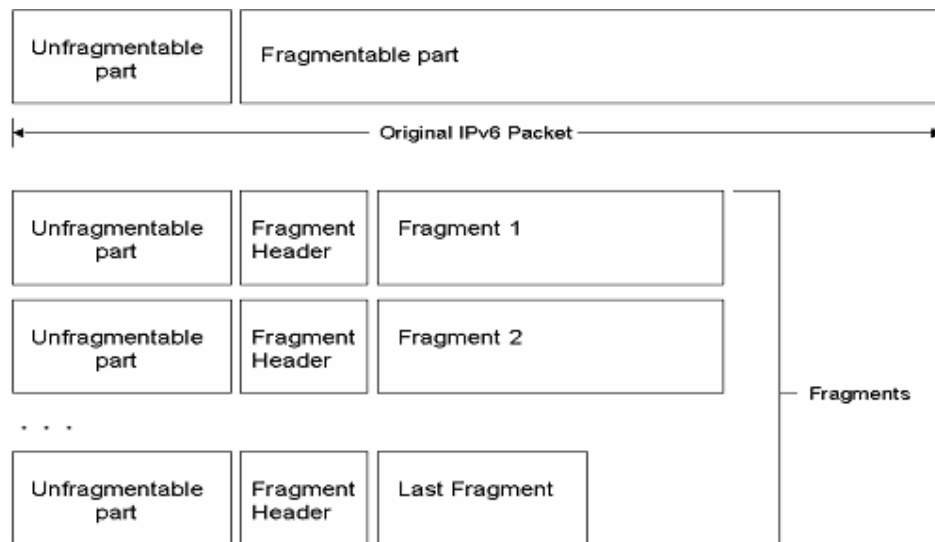 Unfragmentable part
Fragmentable part
Original IPv6 Packet
Unfragmentable part
Fragment Header
Fragment 1
Unfragmentable part
Fragment Header
Fragment 2
Fragments
. . .
Unfragmentable part
Fragment Header
Last Fragment